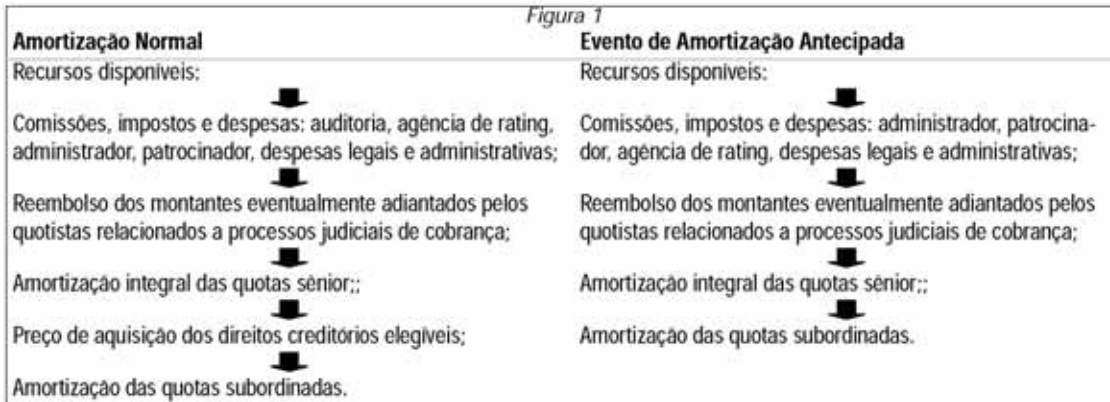 Figura 1
Amortização Normal
Recursos disponíveis:
Comissões, impostos e despesas: auditoria, agência de rating,
administrador, patrocinador, despesas legais e administrativas;
Reembolso dos montantes eventualmente adiantados pelos
quotistas relacionados a processos judiciais de cobrança;
Amortização integral das quotas sênior;;
Preço de aquisição dos direitos creditórios elegíveis;
Amortização das quotas subordinadas.
Evento de Amortização Antecipada
Recursos disponíveis:
Comissões, impostos e despesas: administrador, patrocina-
dor, agência de rating, despesas legais e administrativas;
Reembolso dos montantes eventualmente adiantados pelos
quotistas relacionados a processos judiciais de cobrança;
Amortização integral das quotas sênior;;
Amortização das quotas subordinadas.